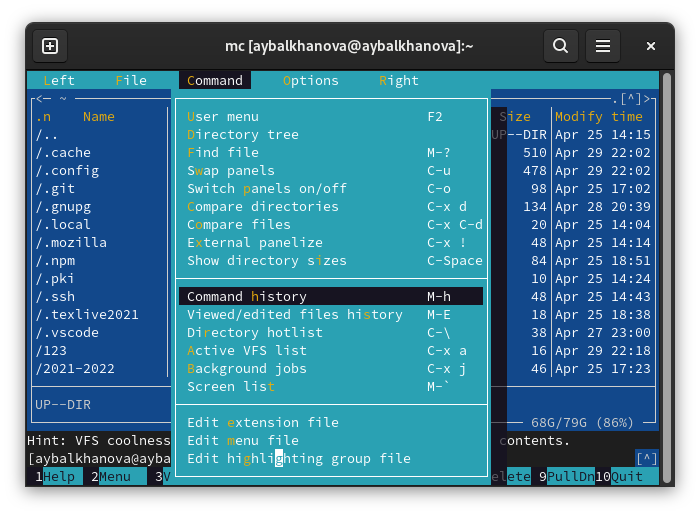 mc [aybalkhanova@aybalkhanova]:~
Left File Command Options Right
<─ ~ .[^]>
.n Name Size Modify time
/.. UP--DIR Apr 25 14:15
/.cache 510 Apr 29 22:02
/.config 478 Apr 29 22:02
/.git 98 Apr 25 17:02
/.gnupg 134 Apr 28 20:39
/.local 20 Apr 25 14:04
/.mozilla 48 Apr 25 14:14
/.npm 84 Apr 25 18:51
/.pki 10 Apr 25 14:24
/.ssh 48 Apr 25 14:43
/.texlive2021 18 Apr 25 18:38
/.vscode 38 Apr 27 23:00
/123 16 Apr 29 22:18
/2021-2022 46 Apr 25 17:23
UP--DIR
68G/79G (86%)
User menu F2
Directory tree
Find file M-?
Swap panels C-u
Switch panels on/off C-o
Compare directories C-x d
Compare files C-x C-d
External panelize C-x !
Show directory sizes C-Space
Command history M-h
Viewed/edited files history M-E
Directory hotlist C-\
Active VFS list C-x a
Background jobs C-x j
Screen list M-`
Edit extension file
Edit menu file
Edit highlighting group file
Hint: VFS coolness contents.
[aybalkhanova@ayba [^]
1Help 2Menu 3V elete 9PullDn 10Quit